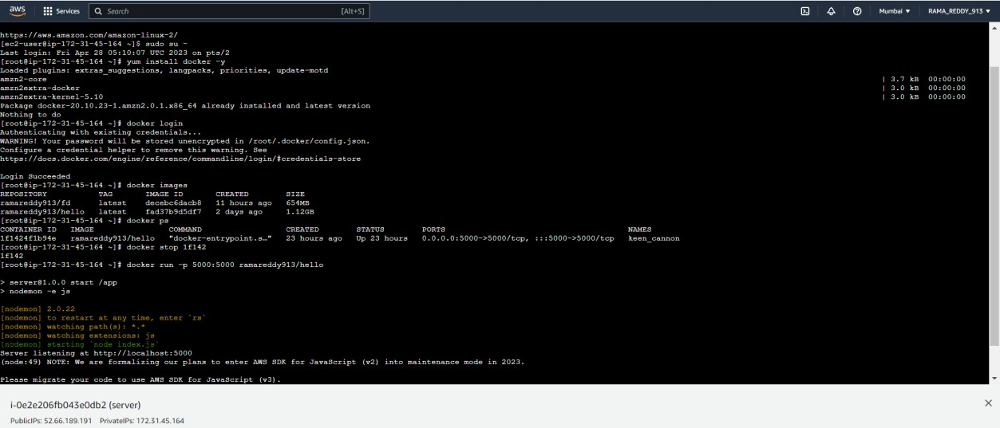 aws Services Search [Alt+S] Mumbai RAMA_REDDY_913
https://aws.amazon.com/amazon-linux-2/
[ec2-user@ip-172-31-45-164 ~]$ sudo su -
Last login: Fri Apr 28 05:10:07 UTC 2023 on pts/2
[root@ip-172-31-45-164 ~]# yum install docker -y
Loaded plugins: extras_suggestions, langpacks, priorities, update-motd
amzn2-core | 3.7 kB 00:00:00
amzn2extra-docker | 3.0 kB 00:00:00
amzn2extra-kernel-5.10 | 3.0 kB 00:00:00
Package docker-20.10.23-1.amzn2.0.1.x86_64 already installed and latest version
Nothing to do
[root@ip-172-31-45-164 ~]# docker login
Authenticating with existing credentials...
WARNING! Your password will be stored unencrypted in /root/.docker/config.json.
Configure a credential helper to remove this warning. See
https://docs.docker.com/engine/reference/commandline/login/#credentials-store
Login Succeeded
[root@ip-172-31-45-164 ~]# docker images
REPOSITORY TAG IMAGE ID CREATED SIZE
ramareddy913/fd latest decebc6dacb8 11 hours ago 654MB
ramareddy913/hello latest fad37b9d5df7 2 days ago 1.12GB
[root@ip-172-31-45-164 ~]# docker ps
CONTAINER ID IMAGE COMMAND CREATED STATUS PORTS NAMES
1f1424f1b94e ramareddy913/hello "docker-entrypoint.s…" 23 hours ago Up 23 hours 0.0.0.0:5000->5000/tcp, :::5000->5000/tcp keen_cannon
[root@ip-172-31-45-164 ~]# docker stop 1f142
1f142
[root@ip-172-31-45-164 ~]# docker run -p 5000:5000 ramareddy913/hello
> server@1.0.0 start /app
> nodemon -e js
[nodemon] 2.0.22
[nodemon] to restart at any time, enter `rs`
[nodemon] watching path(s): *.*
[nodemon] watching extensions: js
[nodemon] starting `node index.js`
Server listening at http://localhost:5000
(node:49) NOTE: We are formalizing our plans to enter AWS SDK for JavaScript (v2) into maintenance mode in 2023.
Please migrate your code to use AWS SDK for JavaScript (v3).
i-0e2e206fb043e0db2 (server)
PublicIPs: 52.66.189.191 PrivateIPs: 172.31.45.164